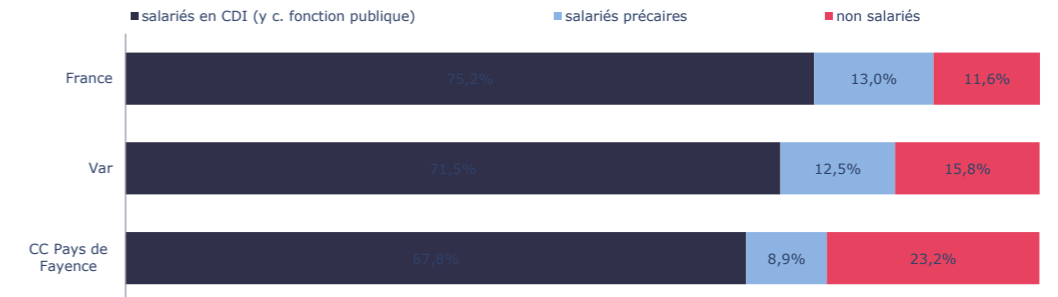 salariés en CDI (y c. fonction publique) salariés précaires non salariés
France 75,2% 13,0% 11,6%
Var 71,5% 12,5% 15,8%
CC Pays de
Fayence 67,8% 8,9% 23,2%